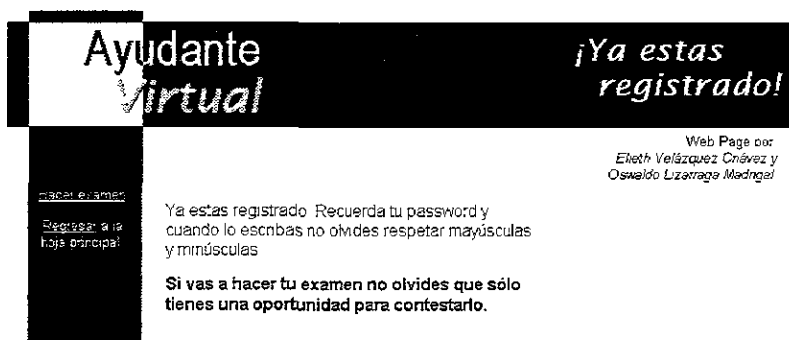 Ayudante
Virtual
¡Ya estas
registrado!
Web Page por
Elieth Velázquez Chávez y
Oswaldo Lizarraga Madrigal
Hacer examen
Regresar a la
hoja principal
Ya estas registrado Recuerda tu password y
cuando lo escribas no olvides respetar mayúsculas
y minúsculas
Si vas a hacer tu examen no olvides que sólo
tienes una oportunidad para contestarlo.